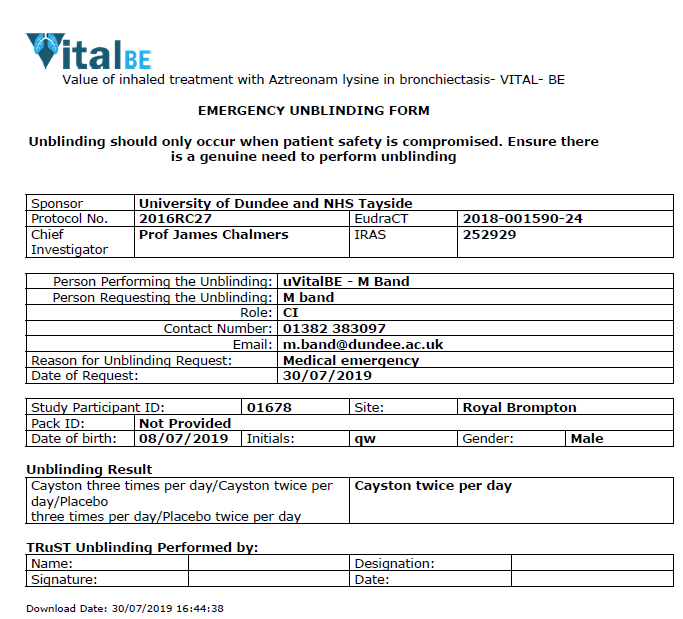 VitalBE
Value of inhaled treatment with Aztreonam lysine in bronchiectasis- VITAL- BE
EMERGENCY UNBLINDING FORM
Unblinding should only occur when patient safety is compromised. Ensure there
is a genuine need to perform unblinding
Sponsor University of Dundee and NHS Tayside
Protocol No. 2016RC27 EudraCT 2018-001590-24
Chief Prof James Chalmers IRAS 252929
Investigator
Person Performing the Unblinding: uVitalBE - M Band
Person Requesting the Unblinding: M band
Role: CI
Contact Number: 01382 383097
Email: m.band@dundee.ac.uk
Reason for Unblinding Request: Medical emergency
Date of Request: 30/07/2019
Study Participant ID: 01678 Site: Royal Brompton
Pack ID: Not Provided
Date of birth: 08/07/2019 Initials: qw Gender: Male
Unblinding Result
Cayston three times per day/Cayston twice per Cayston twice per day
day/Placebo
three times per day/Placebo twice per day
TRuST Unblinding Performed by:
Name: Designation:
Signature: Date:
Download Date: 30/07/2019 16:44:38